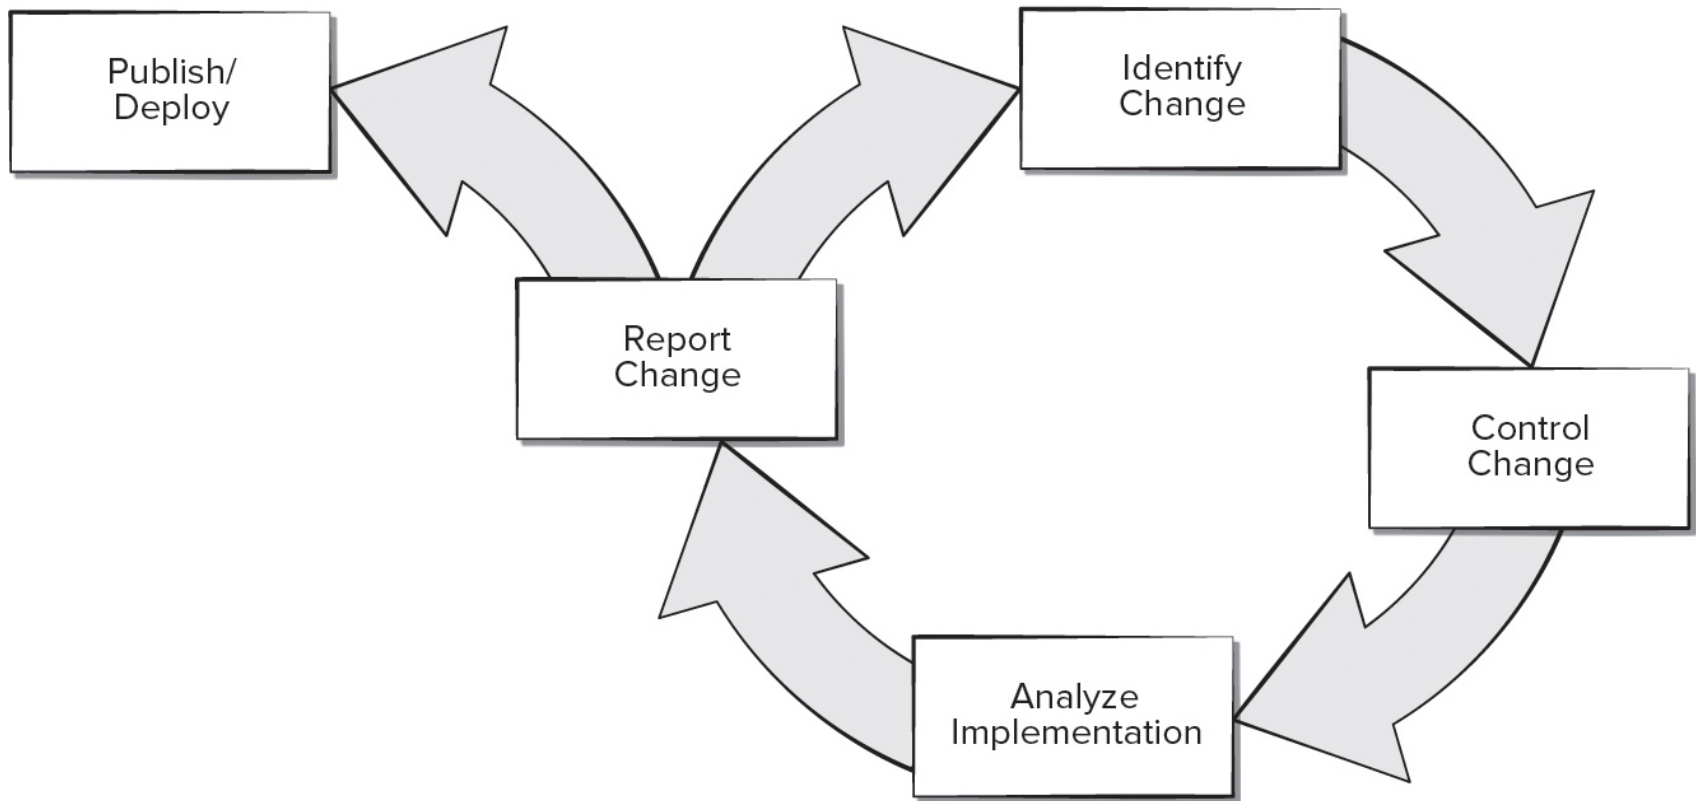 Publish/
Deploy
Identify
Change
Report
Change
Control
Change
Analyze
Implementation